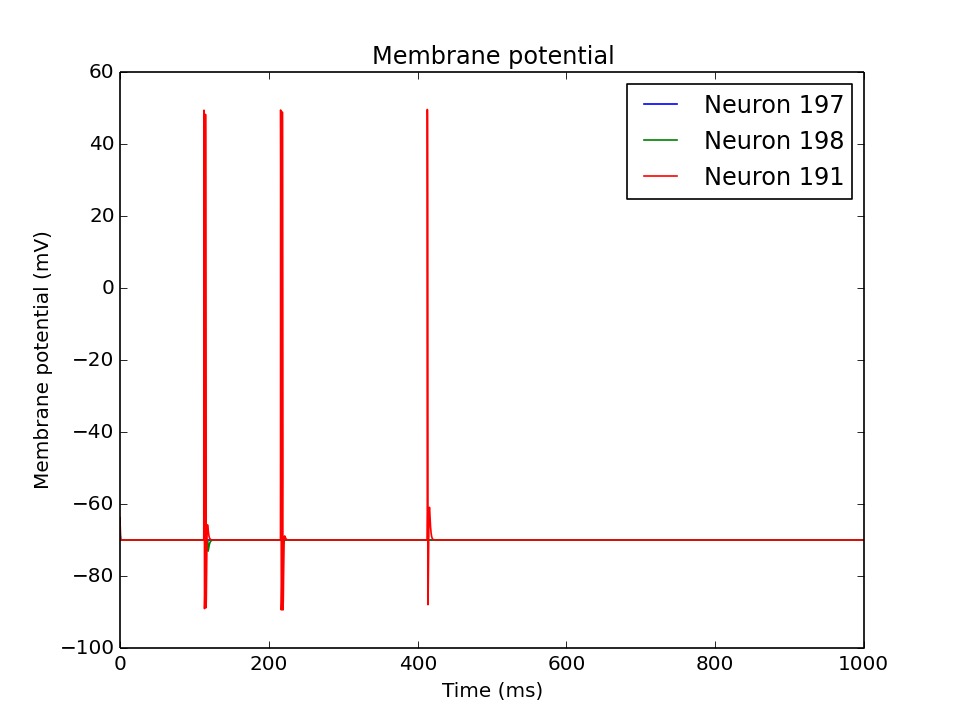 Membrane potential
60
40
20
0
−20
−40
−60
−80
−100
Membrane potential (mV)
Neuron 197
Neuron 198
Neuron 191
0 200 400 600 800 1000
Time (ms)